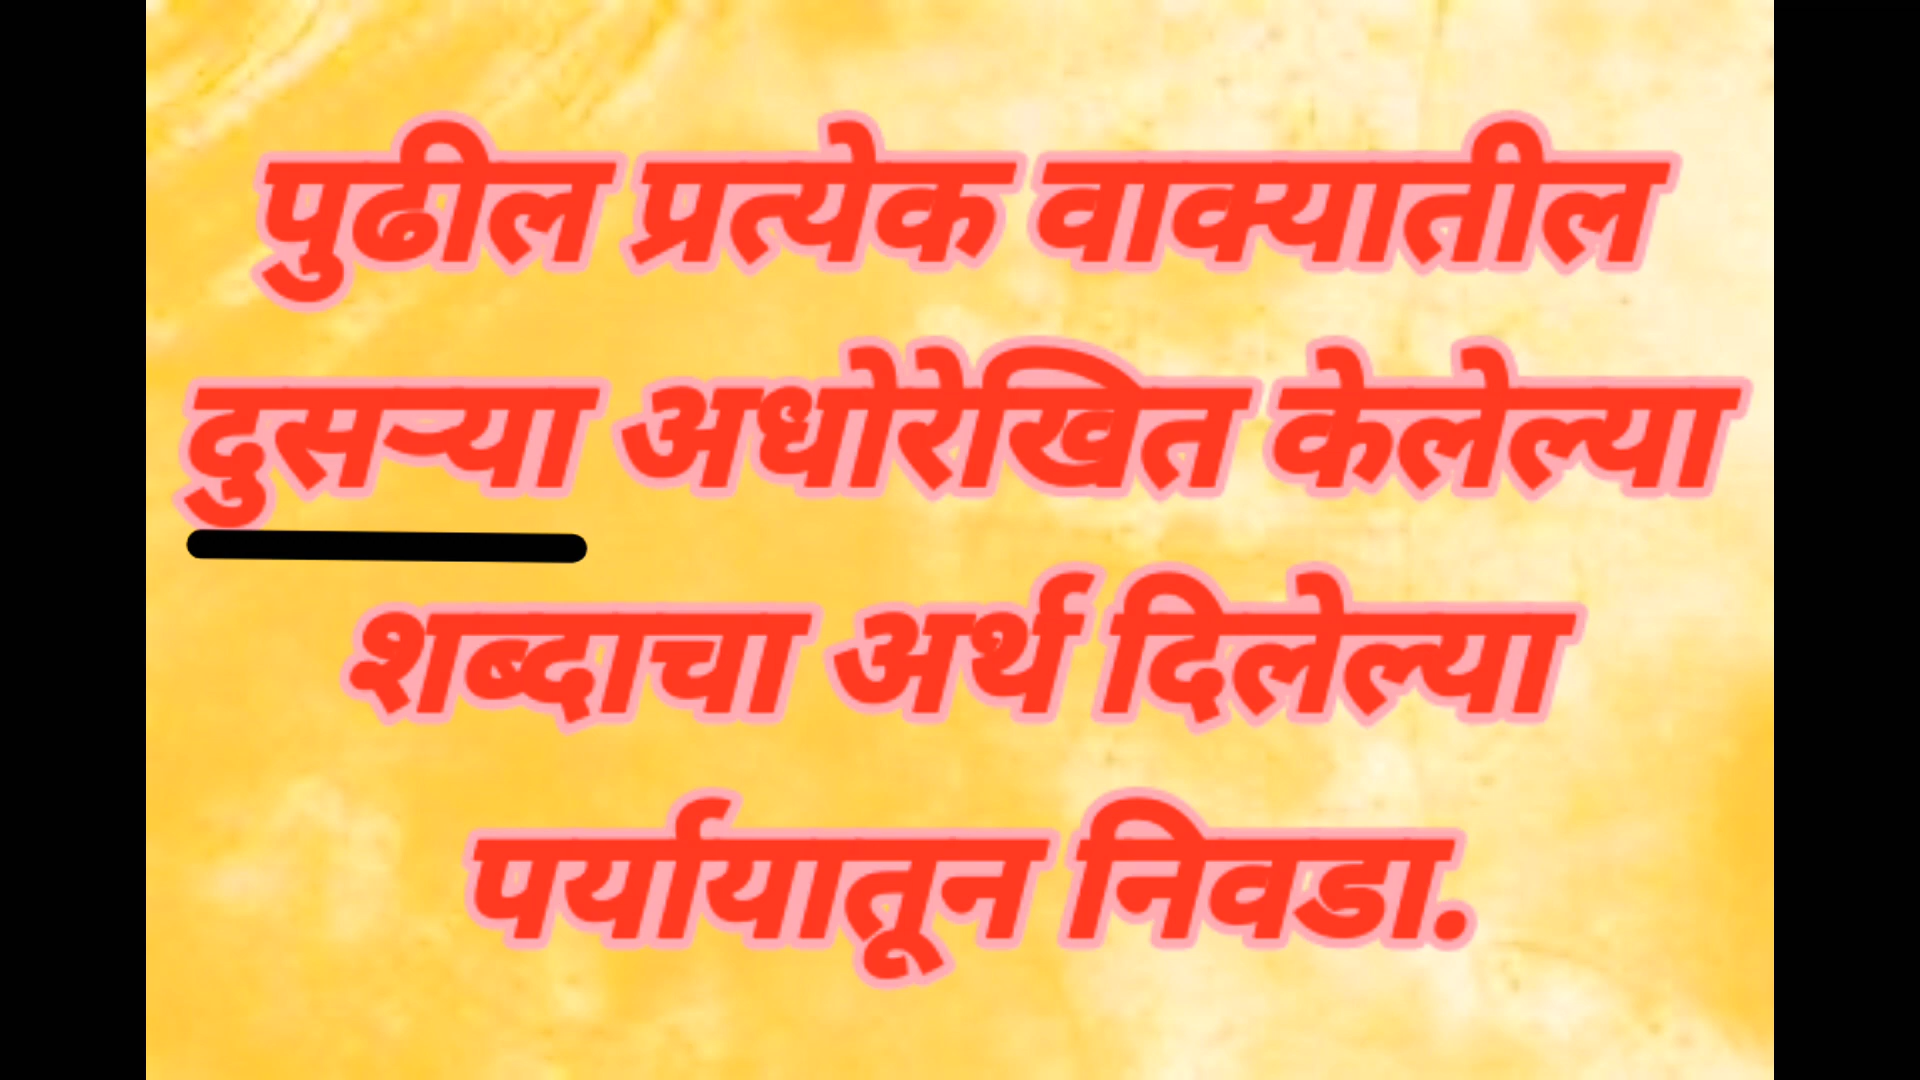 पुढील प्रत्येक वाक्यातील
दुसऱ्या अधोरेखित केलेल्या
शब्दाचा अर्थ दिलेल्या
पर्यायातून निवडा.